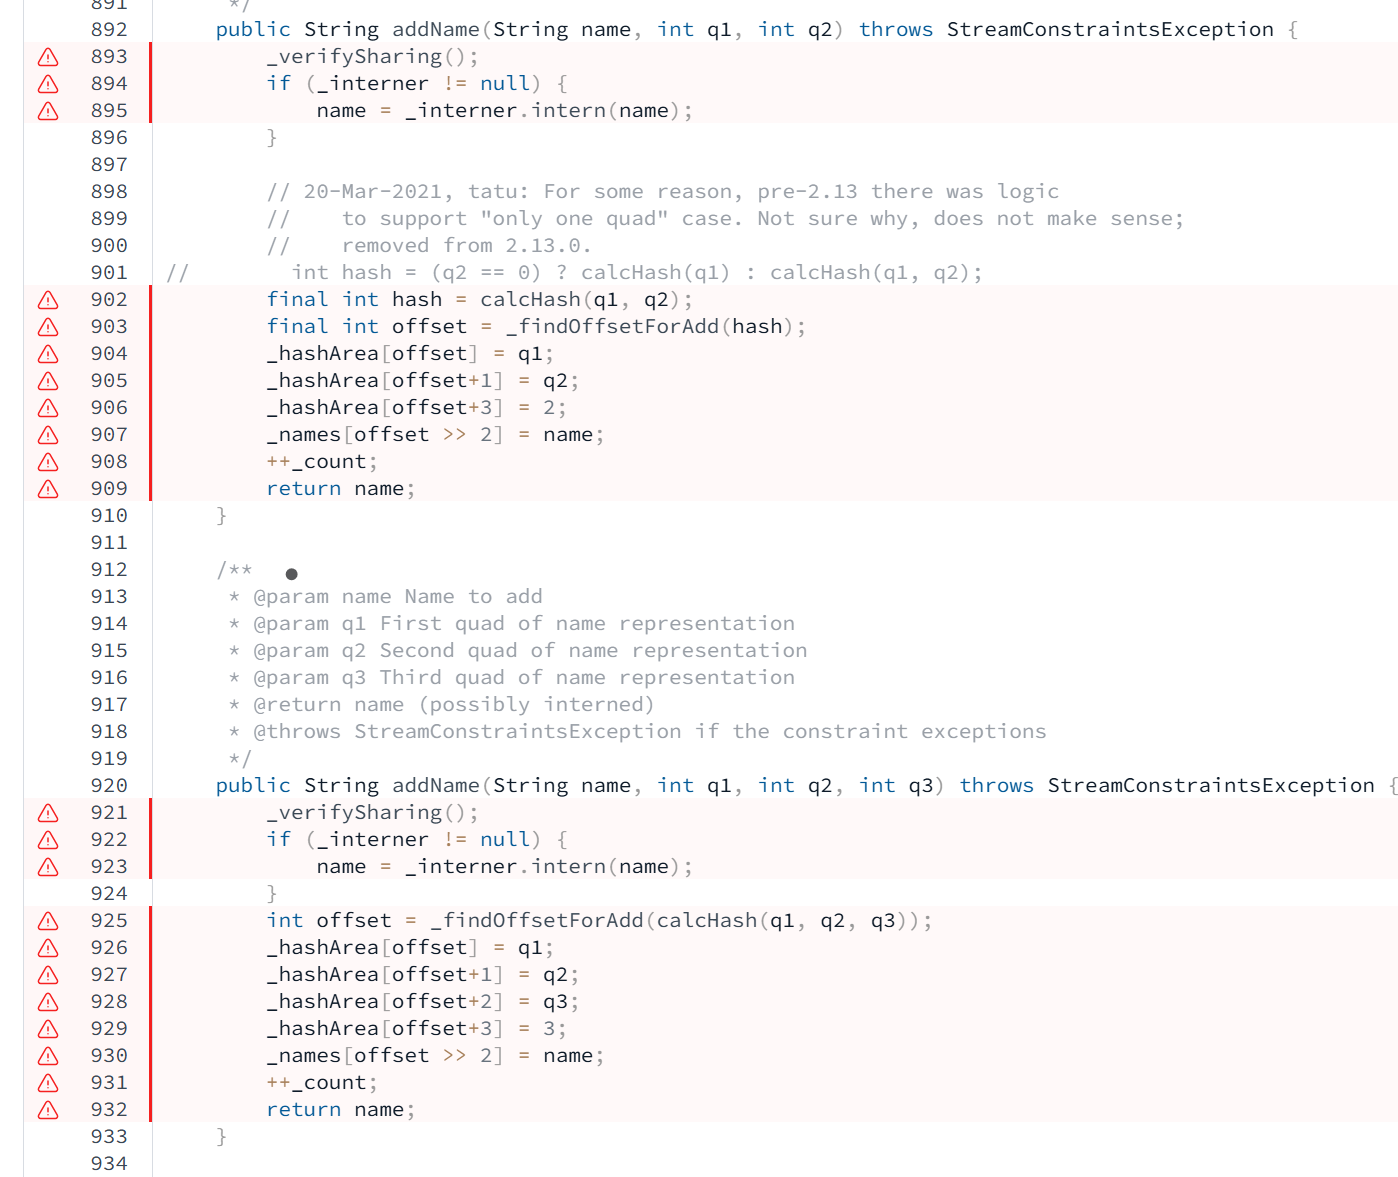 891         */
892        public String addName(String name, int q1, int q2) throws StreamConstraintsException {
893            _verifySharing();
894            if (_interner != null) {
895                name = _interner.intern(name);
896            }
897
898            // 20-Mar-2021, tatu: For some reason, pre-2.13 there was logic
899            //    to support "only one quad" case. Not sure why, does not make sense;
900            //    removed from 2.13.0.
901    //        int hash = (q2 == 0) ? calcHash(q1) : calcHash(q1, q2);
902            final int hash = calcHash(q1, q2);
903            final int offset = _findOffsetForAdd(hash);
904            _hashArea[offset] = q1;
905            _hashArea[offset+1] = q2;
906            _hashArea[offset+3] = 2;
907            _names[offset >> 2] = name;
908            ++_count;
909            return name;
910        }
911
912        /**
913         * @param name Name to add
914         * @param q1 First quad of name representation
915         * @param q2 Second quad of name representation
916         * @param q3 Third quad of name representation
917         * @return name (possibly interned)
918         * @throws StreamConstraintsException if the constraint exceptions
919         */
920        public String addName(String name, int q1, int q2, int q3) throws StreamConstraintsException {
921            _verifySharing();
922            if (_interner != null) {
923                name = _interner.intern(name);
924            }
925            int offset = _findOffsetForAdd(calcHash(q1, q2, q3));
926            _hashArea[offset] = q1;
927            _hashArea[offset+1] = q2;
928            _hashArea[offset+2] = q3;
929            _hashArea[offset+3] = 3;
930            _names[offset >> 2] = name;
931            ++_count;
932            return name;
933        }
934